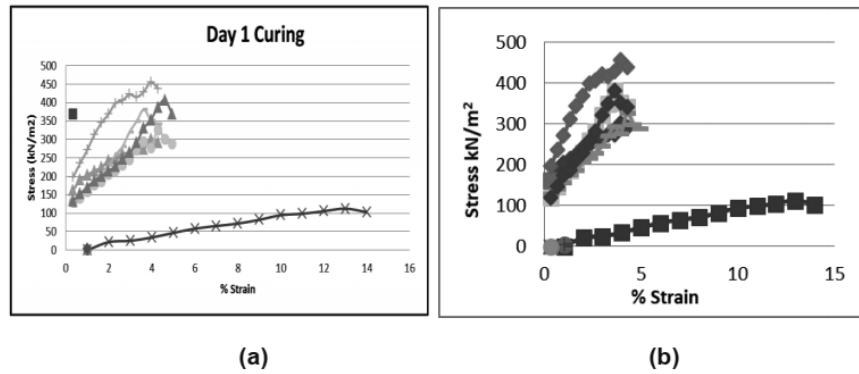 Day 1 Curing
500
450
400
350
300
250
200
150
100
50
0
Stress (kN/m2)
0 2 4 6 8 10 12 14 16
% Strain
(a)
500
400
300
200
100
0
Stress kN/m²
0 5 10 15
% Strain
(b)